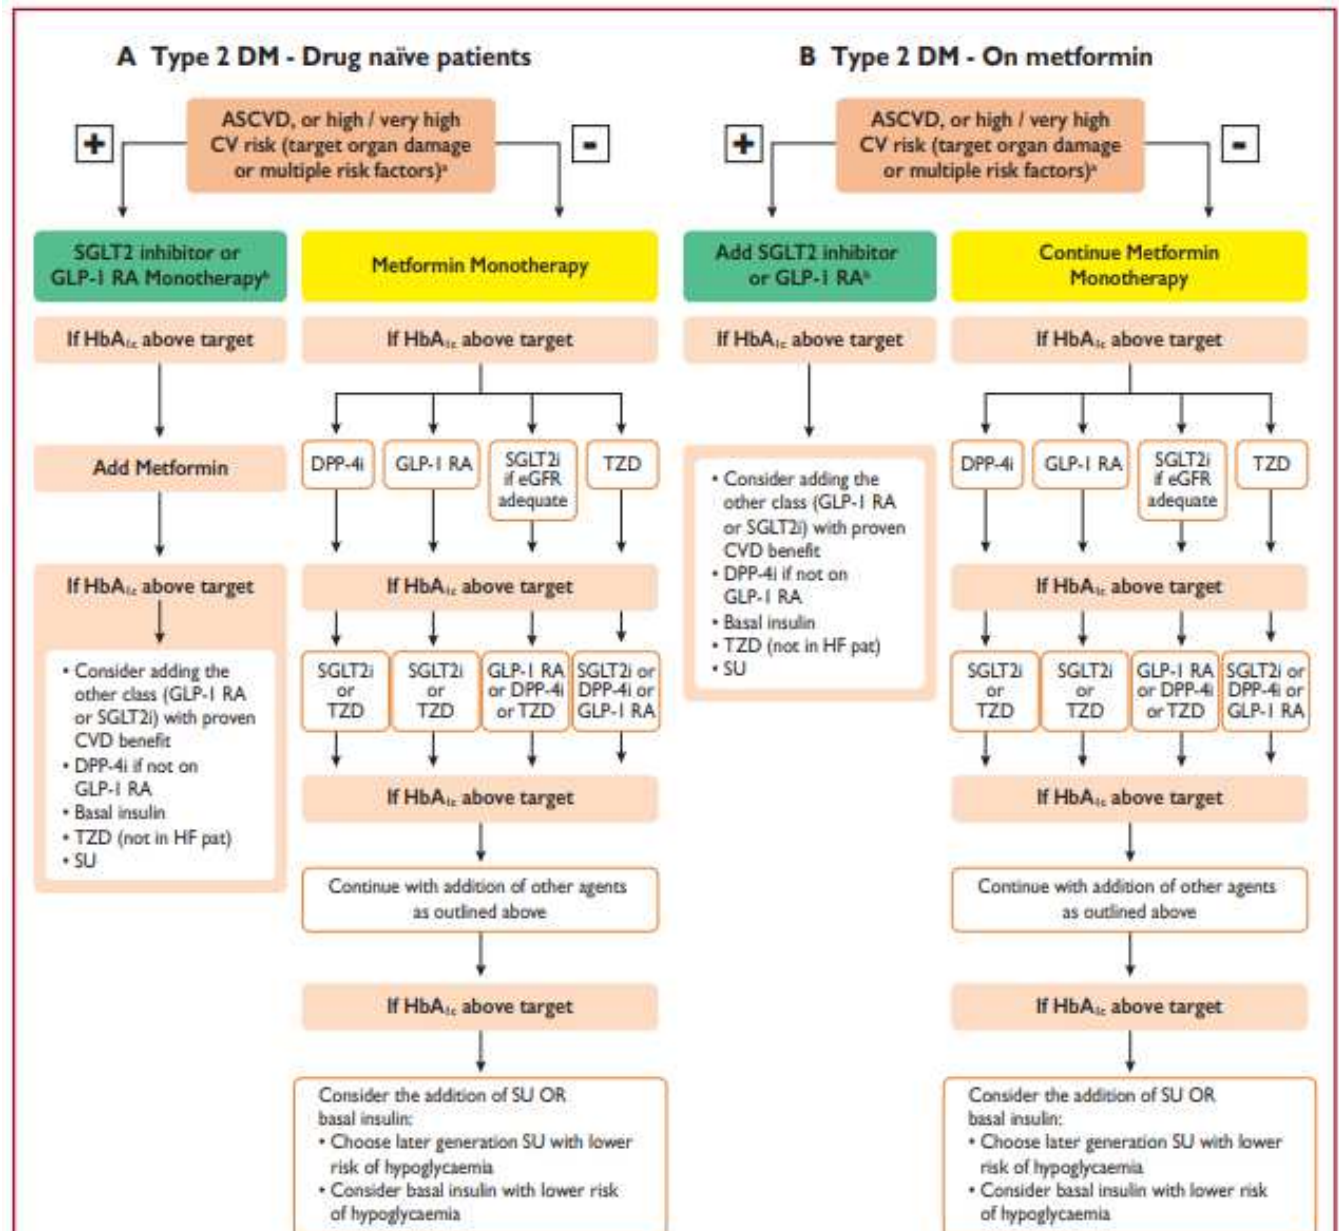 A Type 2 DM - Drug naïve patients
+
ASCVD, or high / very high
CV risk (target organ damage
or multiple risk factors)ᵃ
-
SGLT2 inhibitor or
GLP-1 RA Monotherapyᵇ
Metformin Monotherapy
If HbA1c above target
If HbA1c above target
Add Metformin
DPP-4i
GLP-1 RA
SGLT2i
if eGFR
adequate
TZD
If HbA1c above target
If HbA1c above target
• Consider adding the
other class (GLP-1 RA
or SGLT2i) with proven
CVD benefit
• DPP-4i if not on
GLP-1 RA
• Basal insulin
• TZD (not in HF pat)
• SU
SGLT2i
or
TZD
SGLT2i
or
TZD
GLP-1 RA
or DPP-4i
or TZD
SGLT2i or
DPP-4i or
GLP-1 RA
If HbA1c above target
Continue with addition of other agents
as outlined above
If HbA1c above target
Consider the addition of SU OR
basal insulin:
• Choose later generation SU with lower
risk of hypoglycaemia
• Consider basal insulin with lower risk
of hypoglycaemia
B Type 2 DM - On metformin
+
ASCVD, or high / very high
CV risk (target organ damage
or multiple risk factors)ᵃ
-
Add SGLT2 inhibitor
or GLP-1 RAᵇ
Continue Metformin
Monotherapy
If HbA1c above target
If HbA1c above target
• Consider adding the
other class (GLP-1 RA
or SGLT2i) with proven
CVD benefit
• DPP-4i if not on
GLP-1 RA
• Basal insulin
• TZD (not in HF pat)
• SU
DPP-4i
GLP-1 RA
SGLT2i
if eGFR
adequate
TZD
If HbA1c above target
SGLT2i
or
TZD
SGLT2i
or
TZD
GLP-1 RA
or DPP-4i
or TZD
SGLT2i or
DPP-4i or
GLP-1 RA
If HbA1c above target
Continue with addition of other agents
as outlined above
If HbA1c above target
Consider the addition of SU OR
basal insulin:
• Choose later generation SU with lower
risk of hypoglycaemia
• Consider basal insulin with lower risk
of hypoglycaemia